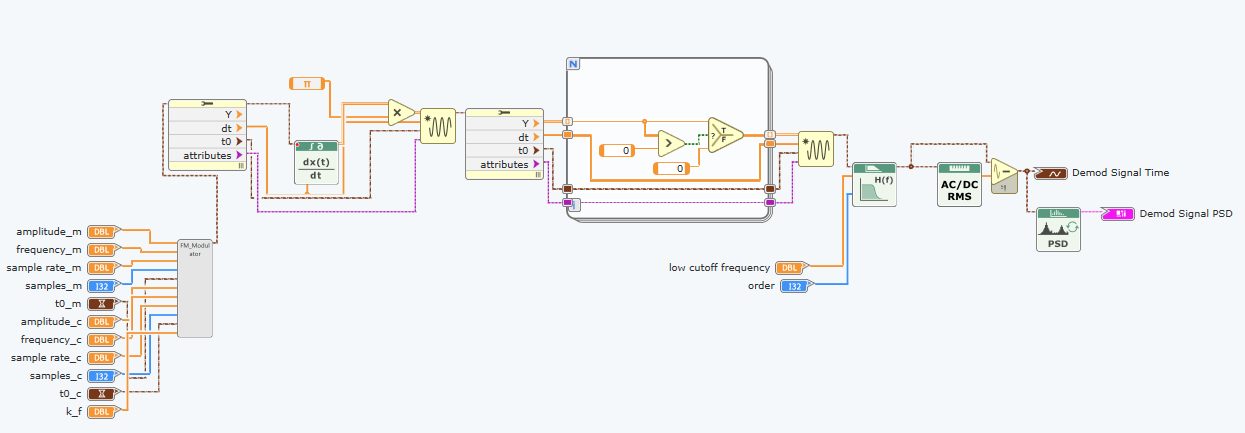 N
π
Y
dt
t0
attributes
×
dx(t)
dt
Y
dt
t0
attributes
>
?
T
F
0
0
i
H(f)
AC/DC
RMS
−
Demod Signal Time
PSD
Demod Signal PSD
amplitude_m
DBL
frequency_m
DBL
sample rate_m
DBL
samples_m
I32
t0_m
amplitude_c
DBL
frequency_c
DBL
sample rate_c
DBL
samples_c
I32
t0_c
k_f
DBL
FM_Modul
ator
low cutoff frequency
DBL
order
I32